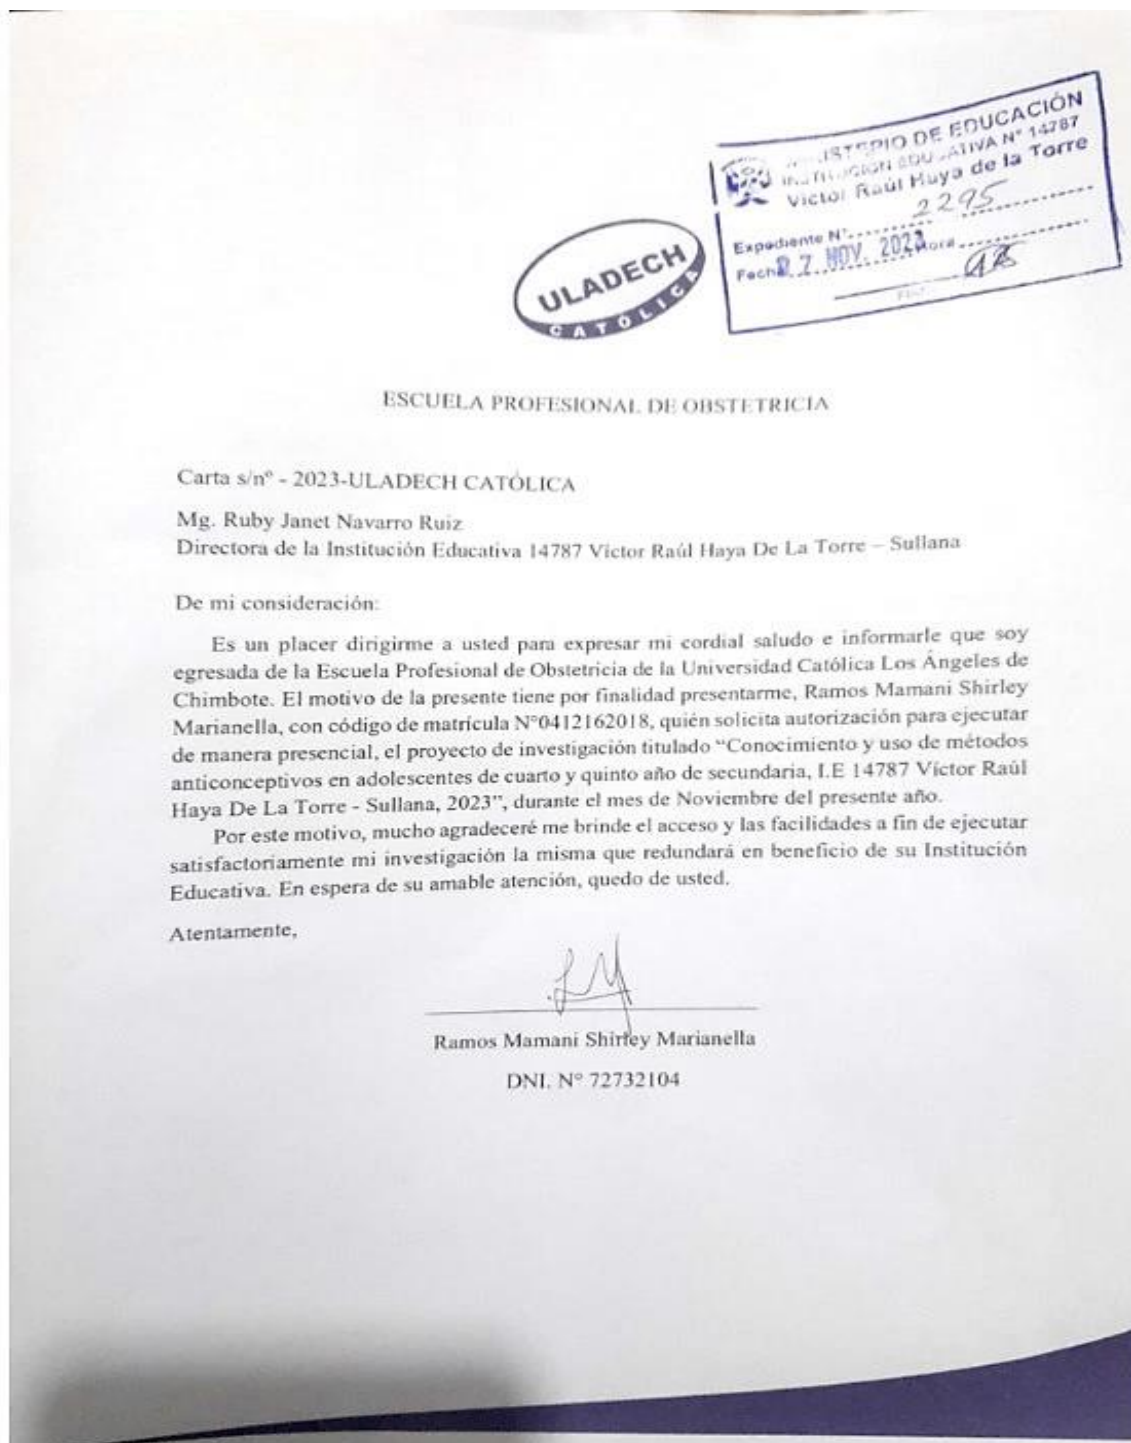 MINISTERIO DE EDUCACIÓN
INSTITUCIÓN EDUCATIVA Nº 14787
Víctor Raúl Haya de la Torre
Expediente Nº 2295
Fecha 27 NOV. 2023 Hora
ULADECH
CATÓLICA
ESCUELA PROFESIONAL DE OBSTETRICIA
Carta s/nº - 2023-ULADECH CATÓLICA
Mg. Ruby Janet Navarro Ruiz
Directora de la Institución Educativa 14787 Víctor Raúl Haya De La Torre – Sullana
De mi consideración:
Es un placer dirigirme a usted para expresar mi cordial saludo e informarle que soy
egresada de la Escuela Profesional de Obstetricia de la Universidad Católica Los Ángeles de
Chimbote. El motivo de la presente tiene por finalidad presentarme, Ramos Mamani Shirley
Marianella, con código de matrícula N°0412162018, quién solicita autorización para ejecutar
de manera presencial, el proyecto de investigación titulado “Conocimiento y uso de métodos
anticonceptivos en adolescentes de cuarto y quinto año de secundaria, I.E 14787 Víctor Raúl
Haya De La Torre - Sullana, 2023”, durante el mes de Noviembre del presente año.
Por este motivo, mucho agradeceré me brinde el acceso y las facilidades a fin de ejecutar
satisfactoriamente mi investigación la misma que redundará en beneficio de su Institución
Educativa. En espera de su amable atención, quedo de usted.
Atentamente,
Ramos Mamani Shirley Marianella
DNI. N° 72732104